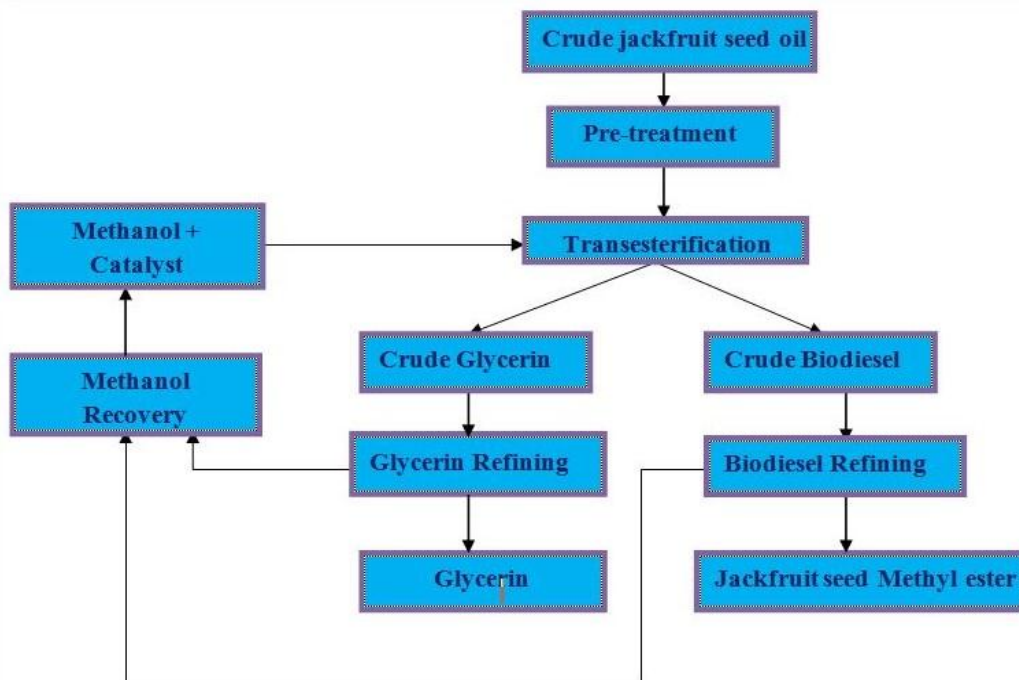 Crude jackfruit seed oil
Pre-treatment
Methanol +
Catalyst
Transesterification
Crude Glycerin
Crude Biodiesel
Methanol
Recovery
Glycerin Refining
Biodiesel Refining
Glycerin
Jackfruit seed Methyl ester